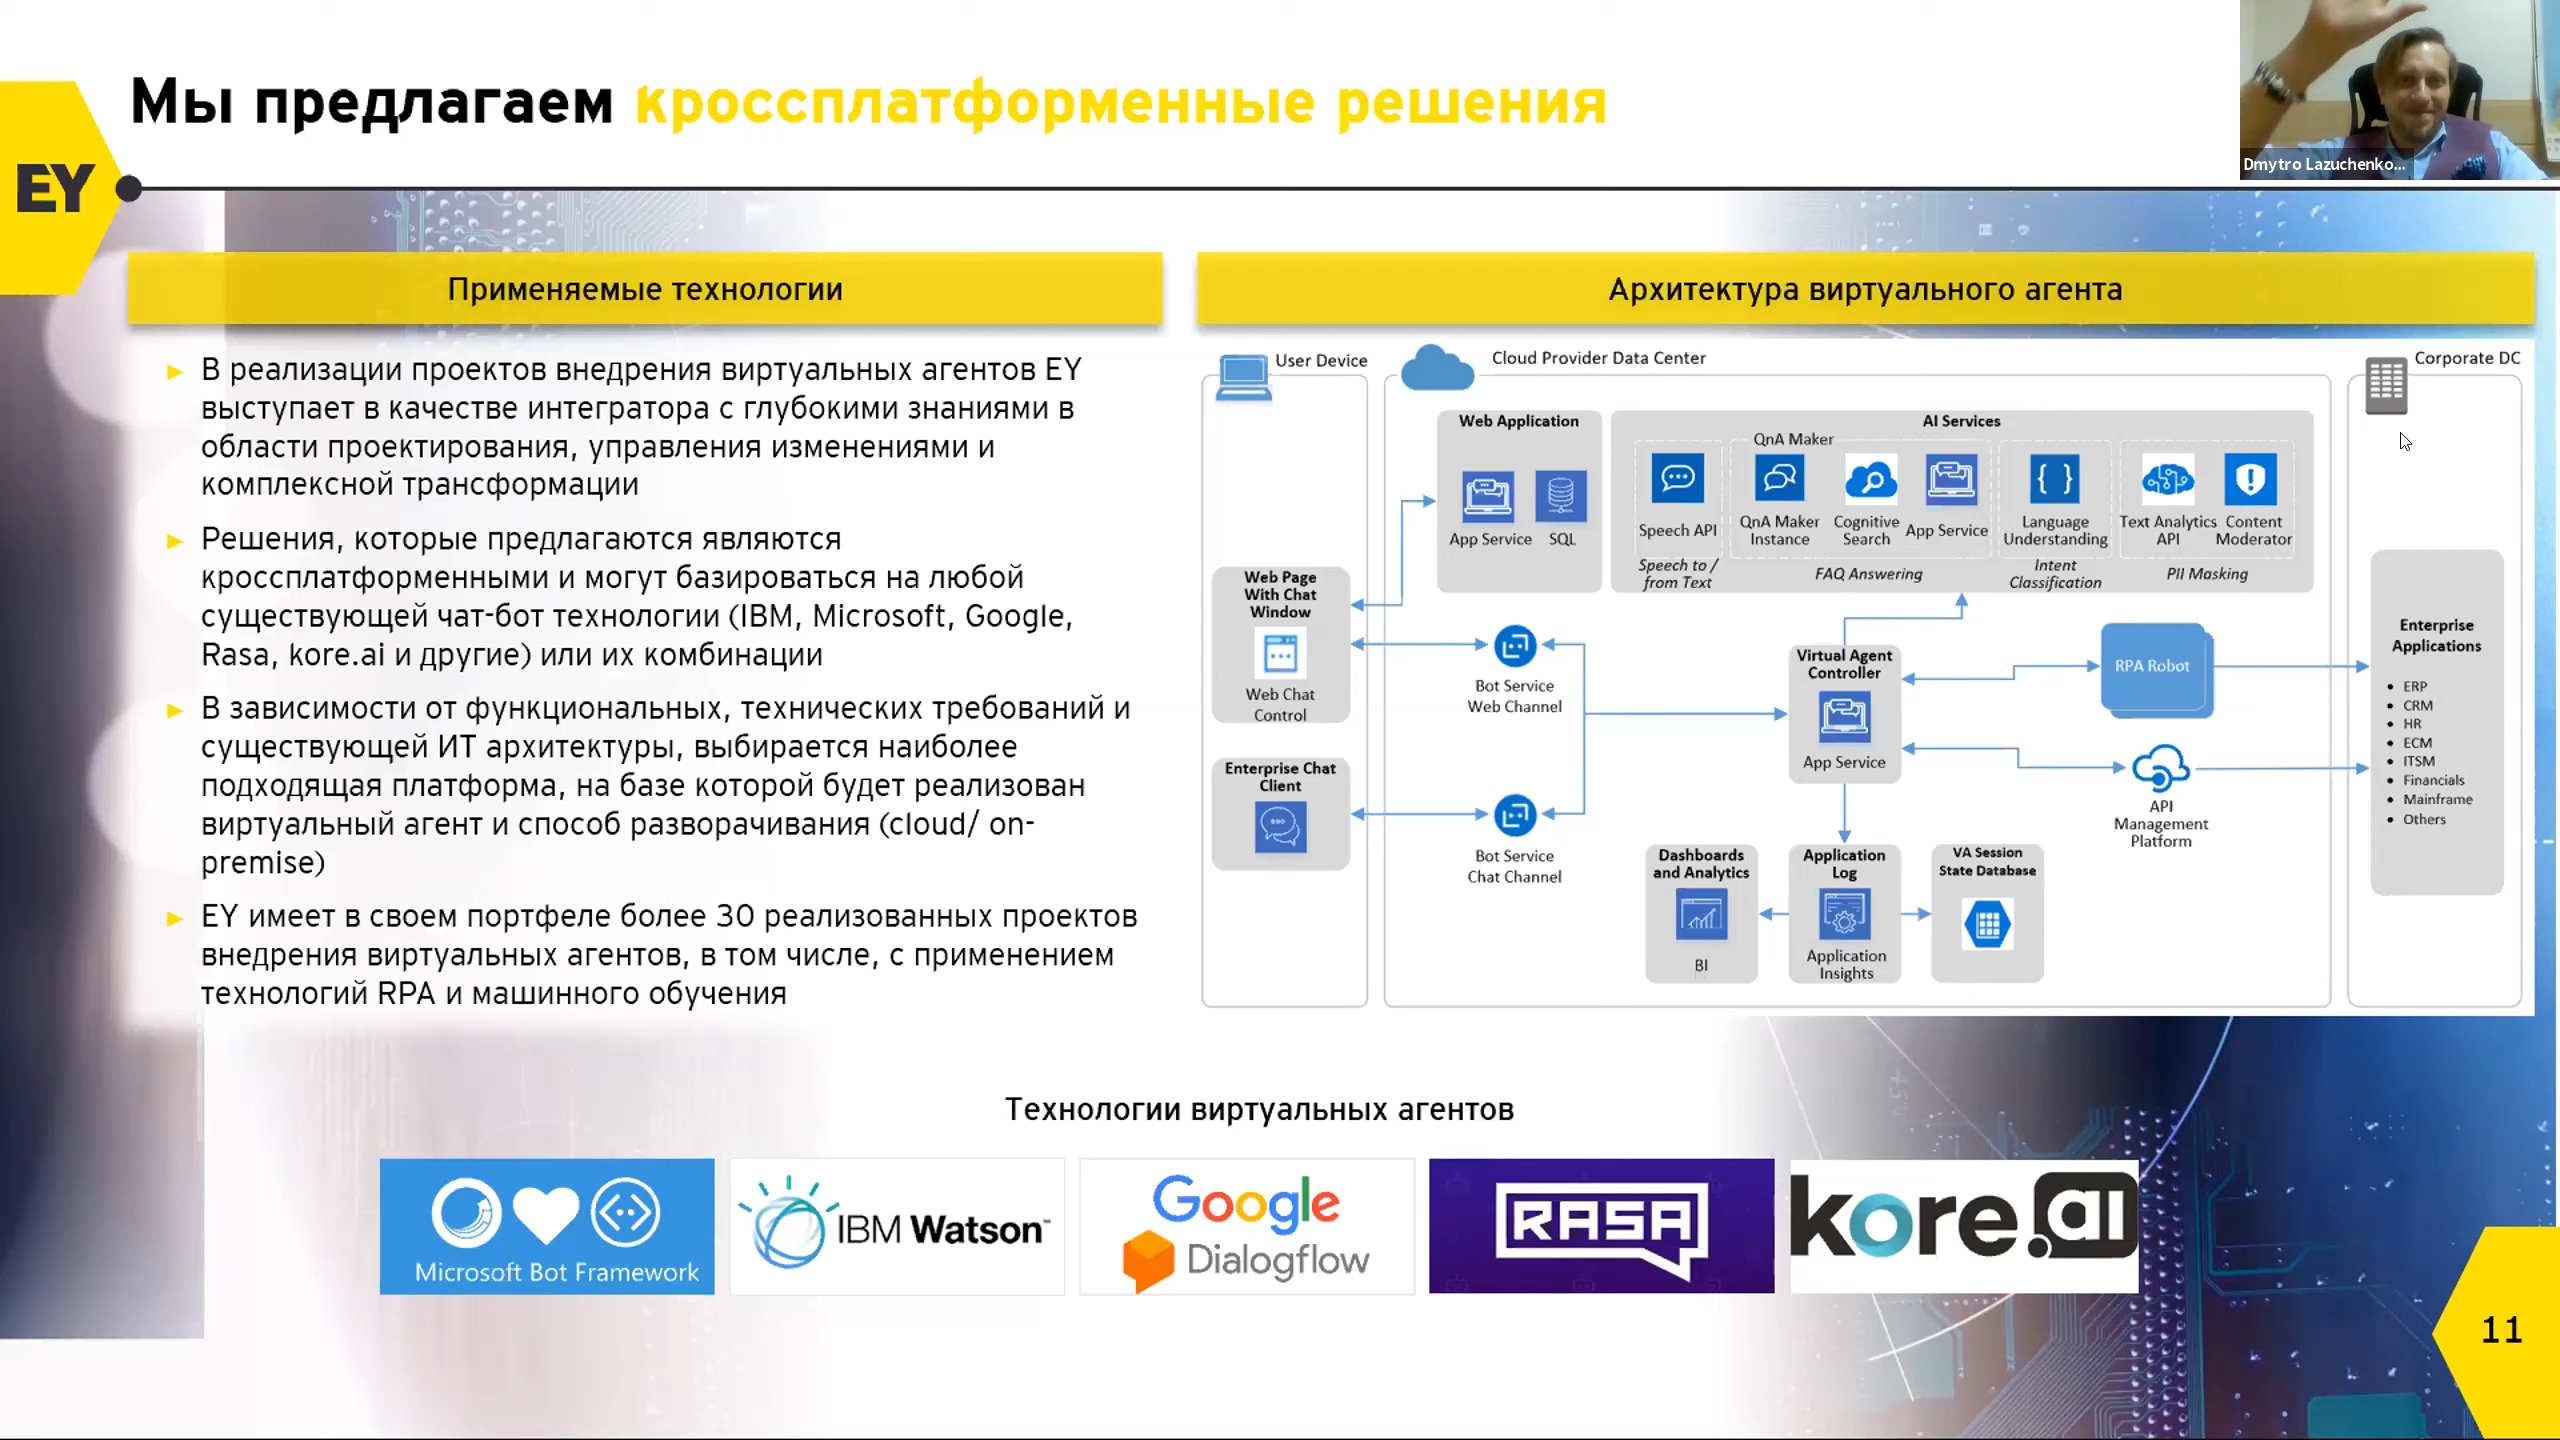 Мы предлагаем кроссплатформенные решения
Dmytro Lazuchenko...
EY
Применяемые технологии
► В реализации проектов внедрения виртуальных агентов EY
выступает в качестве интегратора с глубокими знаниями в
области проектирования, управления изменениями и
комплексной трансформации
► Решения, которые предлагаются являются
кроссплатформенными и могут базироваться на любой
существующей чат-бот технологии (IBM, Microsoft, Google,
Rasa, kore.ai и другие) или их комбинации
► В зависимости от функциональных, технических требований и
существующей ИТ архитектуры, выбирается наиболее
подходящая платформа, на базе которой будет реализован
виртуальный агент и способ разворачивания (cloud/ on-
premise)
► EY имеет в своем портфеле более 30 реализованных проектов
внедрения виртуальных агентов, в том числе, с применением
технологий RPA и машинного обучения
Архитектура виртуального агента
User Device
Cloud Provider Data Center
Corporate DC
Web Application
App Service
SQL
AI Services
QnA Maker
Speech API
QnA Maker
Instance
Cognitive
Search
App Service
Language
Understanding
Text Analytics
API
Content
Moderator
Speech to /
from Text
FAQ Answering
Intent
Classification
PII Masking
Web Page
With Chat
Window
Web Chat
Control
Enterprise Chat
Client
Bot Service
Web Channel
Bot Service
Chat Channel
Virtual Agent
Controller
App Service
RPA Robot
API
Management
Platform
Enterprise
Applications
• ERP
• CRM
• HR
• ECM
• ITSM
• Financials
• Mainframe
• Others
Dashboards
and Analytics
BI
Application
Log
Application
Insights
VA Session
State Database
Технологии виртуальных агентов
Microsoft Bot Framework
IBM Watson™
Google
Dialogflow
RASA
kore.ai
11